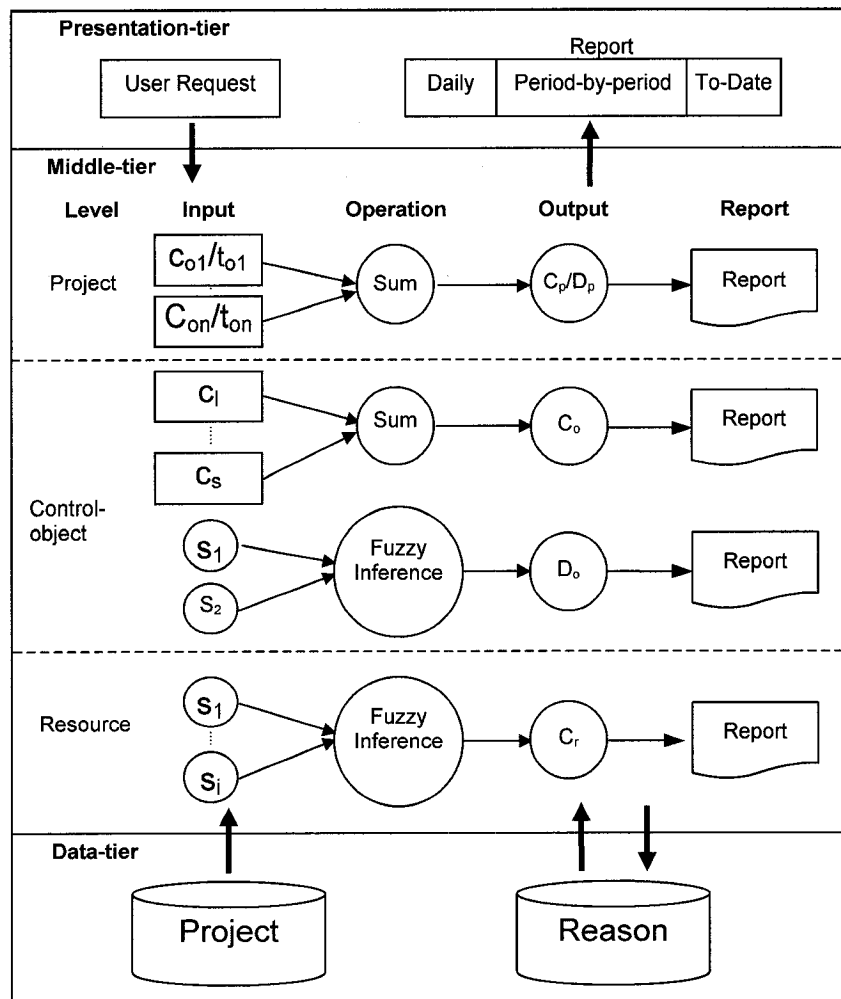 Presentation-tier
Report
User Request
Daily Period-by-period To-Date
Middle-tier
Level Input Operation Output Report
Project
Co1/to1
Con/ton
Sum
Cp/Dp
Report
Control-object
Cl
Cs
Sum
Co
Report
S1
S2
Fuzzy
Inference
Do
Report
Resource
S1
Si
Fuzzy
Inference
Cr
Report
Data-tier
Project
Reason